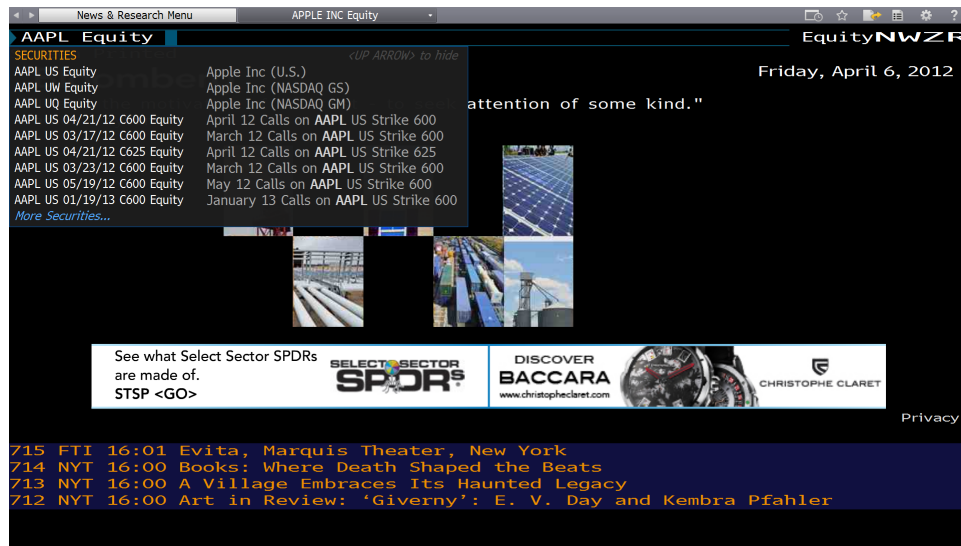 News & Research Menu
APPLE INC Equity
AAPL Equity
EquityNWZR
SECURITIES <UP ARROW> to hide
AAPL US Equity Apple Inc (U.S.)
AAPL UW Equity Apple Inc (NASDAQ GS)
AAPL UQ Equity Apple Inc (NASDAQ GM)
AAPL US 04/21/12 C600 Equity April 12 Calls on AAPL US Strike 600
AAPL US 03/17/12 C600 Equity March 12 Calls on AAPL US Strike 600
AAPL US 04/21/12 C625 Equity April 12 Calls on AAPL US Strike 625
AAPL US 03/23/12 C600 Equity March 12 Calls on AAPL US Strike 600
AAPL US 05/19/12 C600 Equity May 12 Calls on AAPL US Strike 600
AAPL US 01/19/13 C600 Equity January 13 Calls on AAPL US Strike 600
More Securities...
Friday, April 6, 2012
attention of some kind."
See what Select Sector SPDRs
are made of.
STSP <GO>
SELECT SECTOR
SPDRs
DISCOVER
BACCARA
www.christopheclaret.com
CHRISTOPHE CLARET
Privacy
715 FTI 16:01 Evita, Marquis Theater, New York
714 NYT 16:00 Books: Where Death Shaped the Beats
713 NYT 16:00 A Village Embraces Its Haunted Legacy
712 NYT 16:00 Art in Review: ‘Giverny’: E. V. Day and Kembra Pfahler